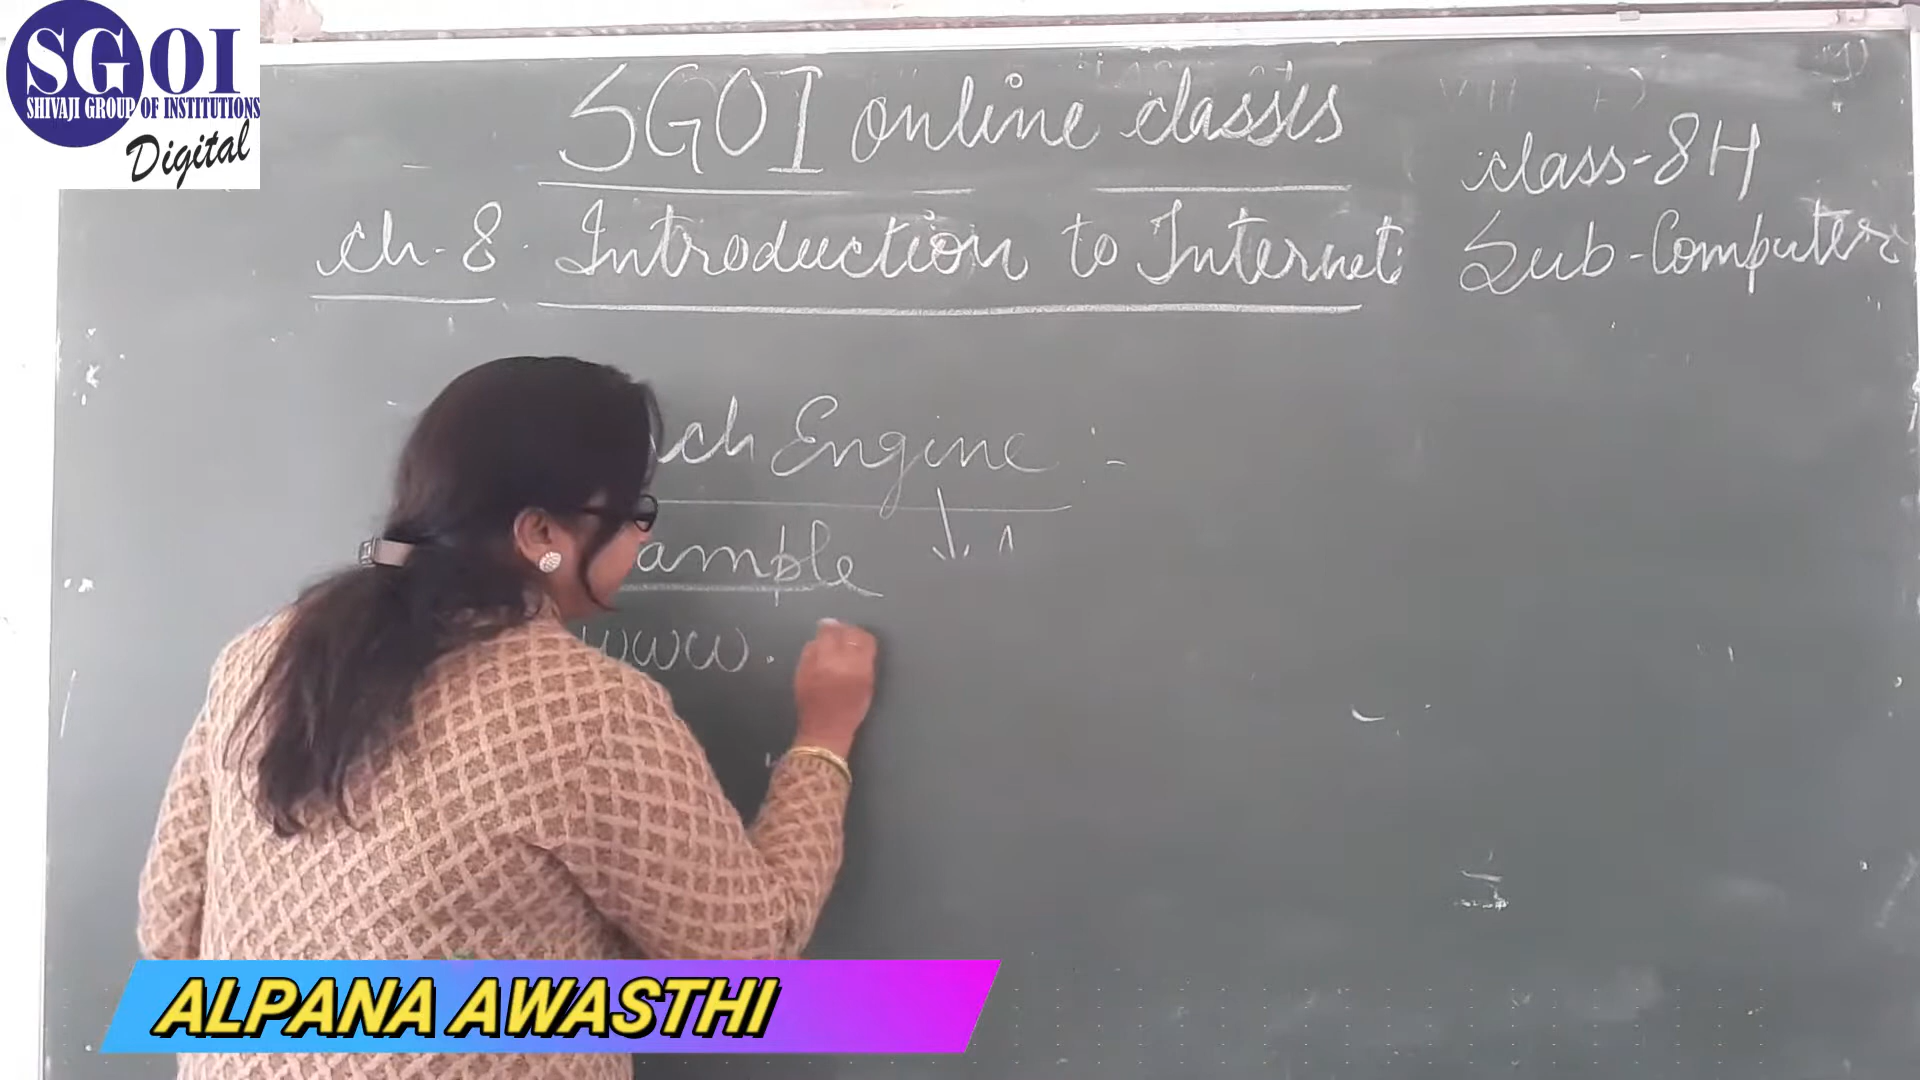 SGOI
SHIVAJI GROUP OF INSTITUTIONS
Digital
SGOI online classes
class-8H
ch-8. Introduction to Internet
Sub-Computer
ch Engine :-
ample
www.
ALPANA AWASTHI